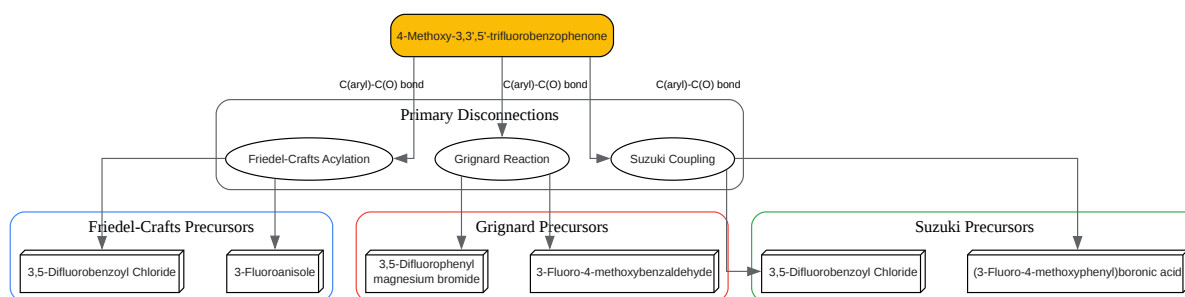 4-Methoxy-3,3',5'-trifluorobenzophenone
C(aryl)-C(O) bond
C(aryl)-C(O) bond
C(aryl)-C(O) bond
Primary Disconnections
Friedel-Crafts Acylation
Grignard Reaction
Suzuki Coupling
Friedel-Crafts Precursors
Grignard Precursors
Suzuki Precursors
3,5-Difluorobenzoyl Chloride
3-Fluoroanisole
3,5-Difluorophenyl
magnesium bromide
3-Fluoro-4-methoxybenzaldehyde
3,5-Difluorobenzoyl Chloride
(3-Fluoro-4-methoxyphenyl)boronic acid